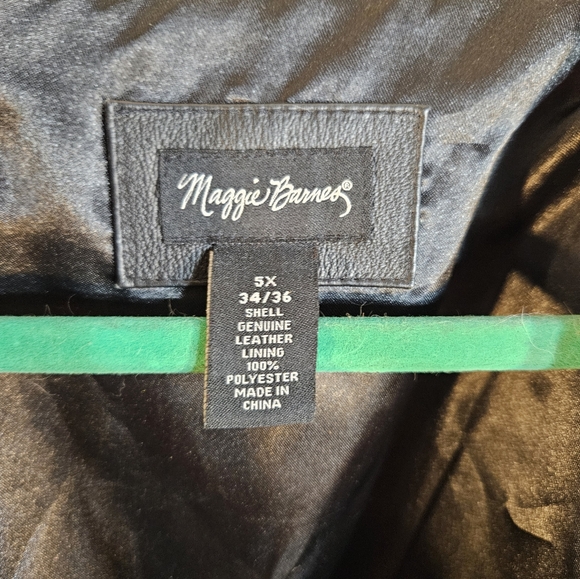 Maggie Barnes®
5X
34/36
SHELL
GENUINE
LEATHER
LINING
100%
POLYESTER
MADE IN
CHINA